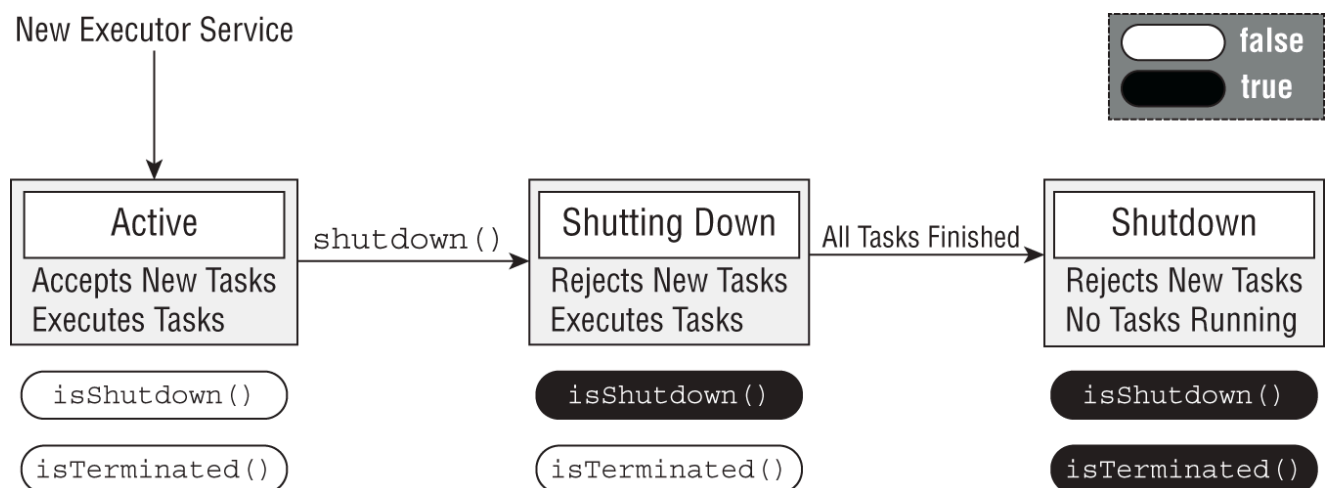 New Executor Service
false
true
Active
Accepts New Tasks
Executes Tasks
shutdown()
Shutting Down
Rejects New Tasks
Executes Tasks
All Tasks Finished
Shutdown
Rejects New Tasks
No Tasks Running
isShutdown()
isShutdown()
isShutdown()
isTerminated()
isTerminated()
isTerminated()